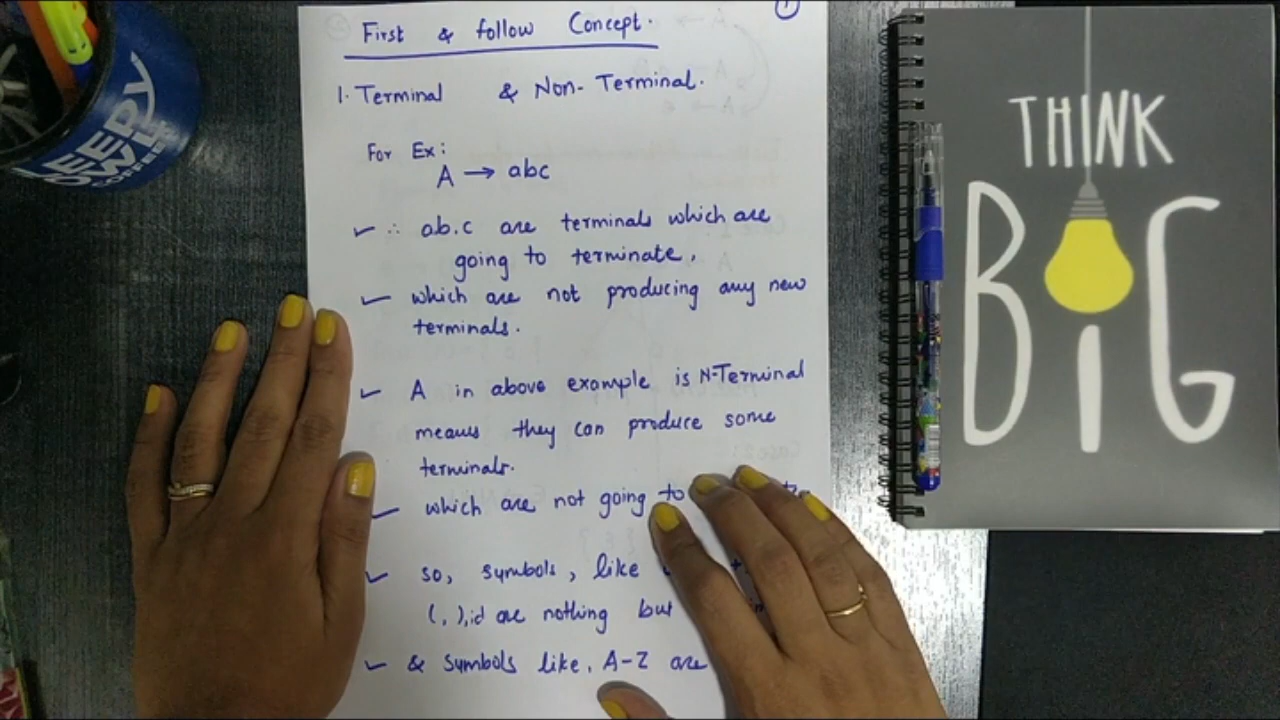 First & follow Concept.
1
1. Terminal & Non-Terminal.
For Ex:
A → abc
✓ ∴ ab.c are terminals which are
going to terminate,
✓ which are not producing any new
terminals.
✓ A in above example is N-Terminal
means they can produce some
terminals.
✓ which are not going to
✓ so, symbols, like +
(, ), id are nothing but
✓ & symbols like, A-Z are
THINK
BiG
DEERY
COFFEE